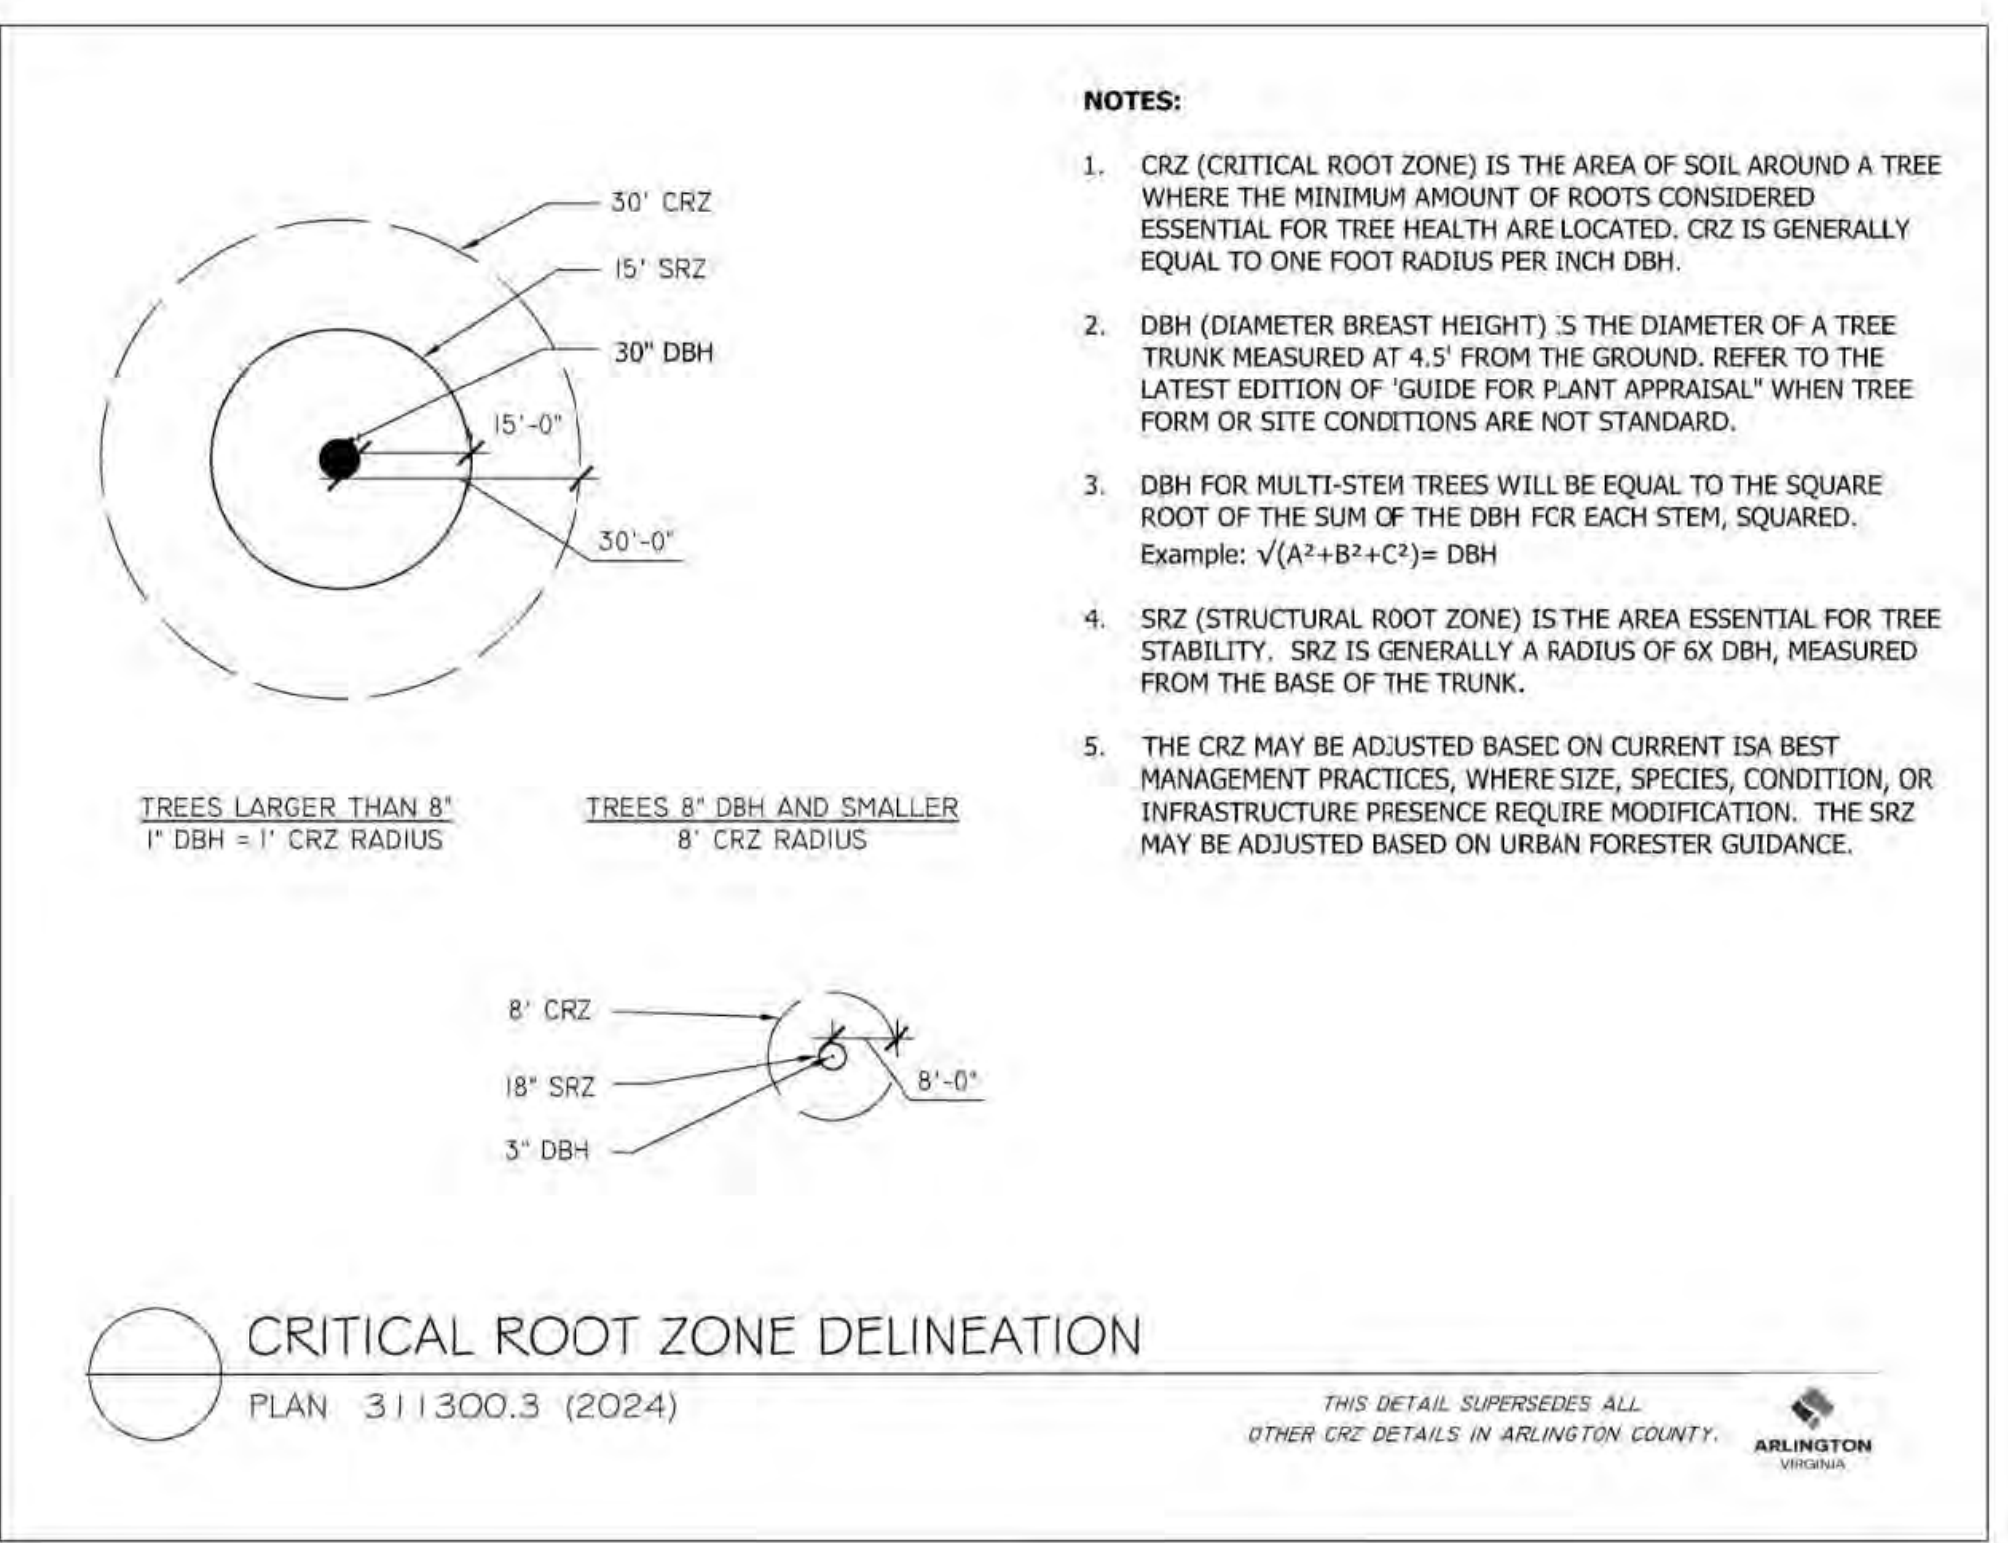 30' CRZ
15' SRZ
30" DBH
15'-0"
30'-0"
TREES LARGER THAN 8"
1" DBH = 1' CRZ RADIUS
TREES 8" DBH AND SMALLER
8' CRZ RADIUS
8' CRZ
18" SRZ
3" DBH
8'-0"
NOTES:
1. CRZ (CRITICAL ROOT ZONE) IS THE AREA OF SOIL AROUND A TREE
WHERE THE MINIMUM AMOUNT OF ROOTS CONSIDERED
ESSENTIAL FOR TREE HEALTH ARE LOCATED. CRZ IS GENERALLY
EQUAL TO ONE FOOT RADIUS PER INCH DBH.
2. DBH (DIAMETER BREAST HEIGHT) IS THE DIAMETER OF A TREE
TRUNK MEASURED AT 4.5' FROM THE GROUND. REFER TO THE
LATEST EDITION OF 'GUIDE FOR PLANT APPRAISAL" WHEN TREE
FORM OR SITE CONDITIONS ARE NOT STANDARD.
3. DBH FOR MULTI-STEM TREES WILL BE EQUAL TO THE SQUARE
ROOT OF THE SUM OF THE DBH FOR EACH STEM, SQUARED.
Example: √(A²+B²+C²)= DBH
4. SRZ (STRUCTURAL ROOT ZONE) IS THE AREA ESSENTIAL FOR TREE
STABILITY. SRZ IS GENERALLY A RADIUS OF 6X DBH, MEASURED
FROM THE BASE OF THE TRUNK.
5. THE CRZ MAY BE ADJUSTED BASED ON CURRENT ISA BEST
MANAGEMENT PRACTICES, WHERE SIZE, SPECIES, CONDITION, OR
INFRASTRUCTURE PRESENCE REQUIRE MODIFICATION. THE SRZ
MAY BE ADJUSTED BASED ON URBAN FORESTER GUIDANCE.
CRITICAL ROOT ZONE DELINEATION
PLAN 311300.3 (2024)
THIS DETAIL SUPERSEDES ALL
OTHER CRZ DETAILS IN ARLINGTON COUNTY.
ARLINGTON
VIRGINIA